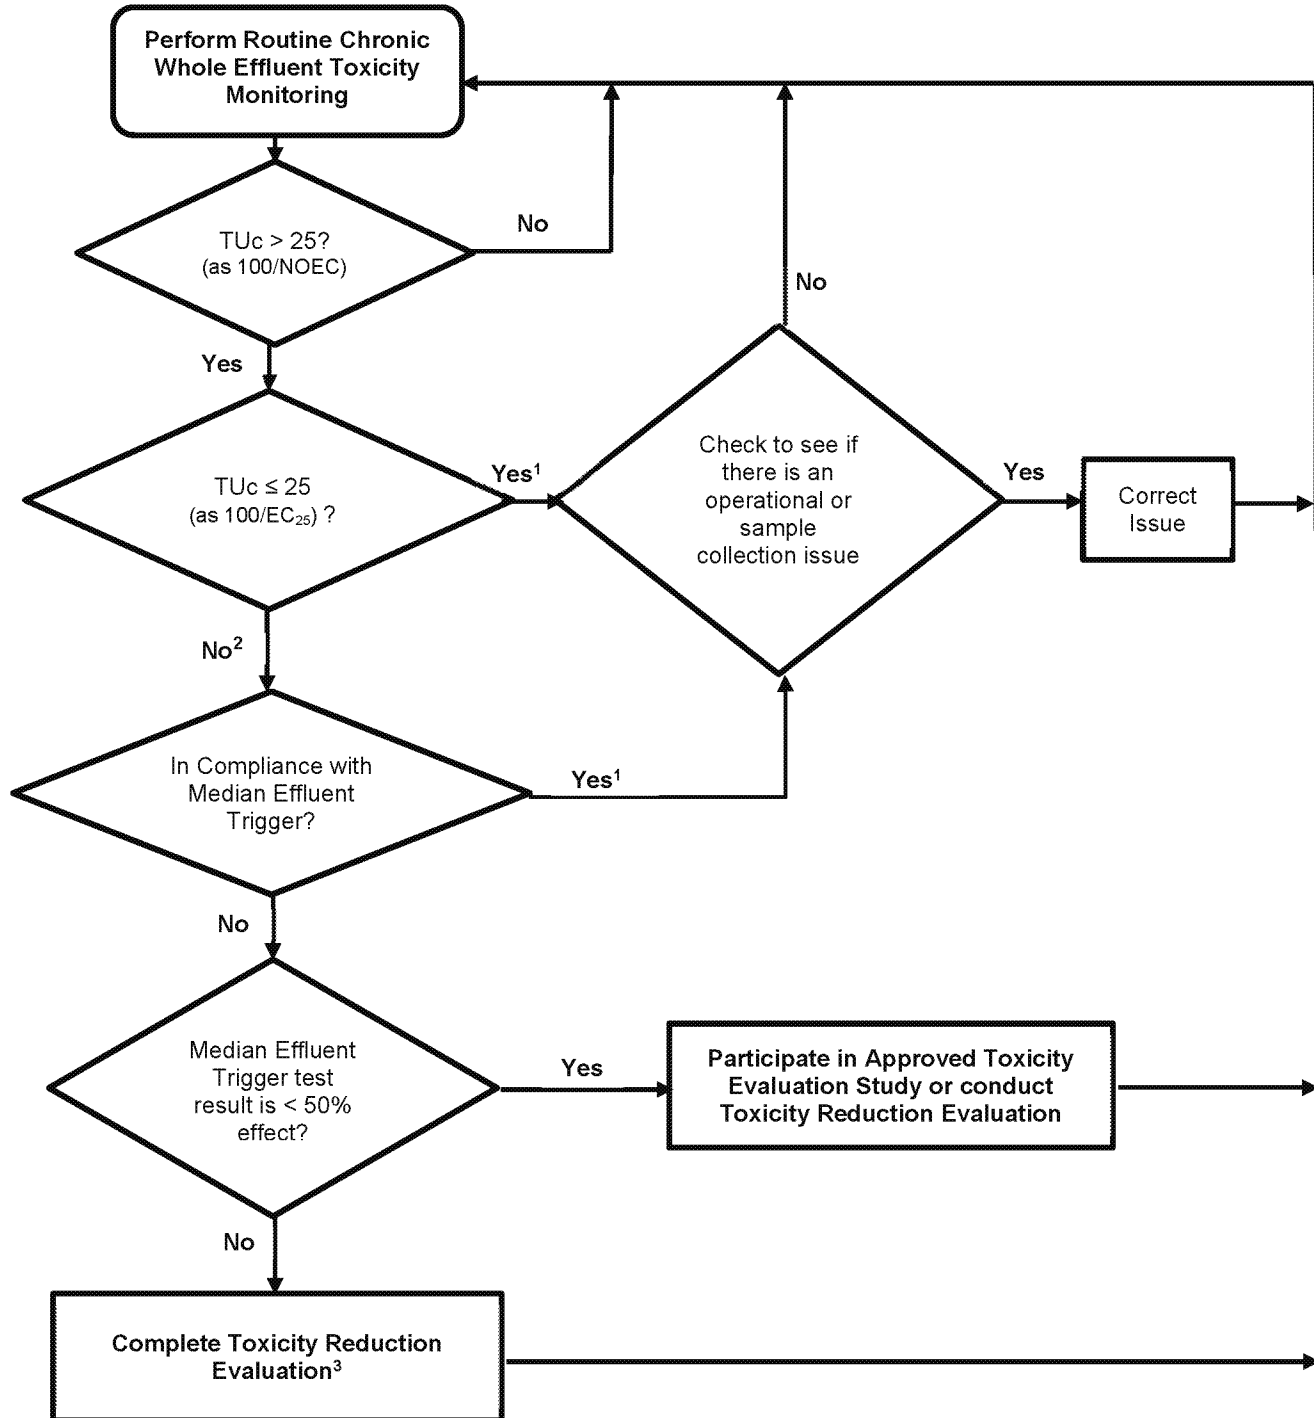 Perform Routine Chronic
Whole Effluent Toxicity
Monitoring
No
TUc > 25?
(as 100/NOEC)
No
Yes
Check to see if
there is an
operational or
sample
collection issue
Yes¹
Yes
TUc ≤ 25
(as 100/EC₂₅) ?
Correct
Issue
No²
In Compliance with
Median Effluent
Trigger?
Yes¹
No
Median Effluent
Trigger test
result is < 50%
effect?
Yes
Participate in Approved Toxicity
Evaluation Study or conduct
Toxicity Reduction Evaluation
No
Complete Toxicity Reduction
Evaluation³